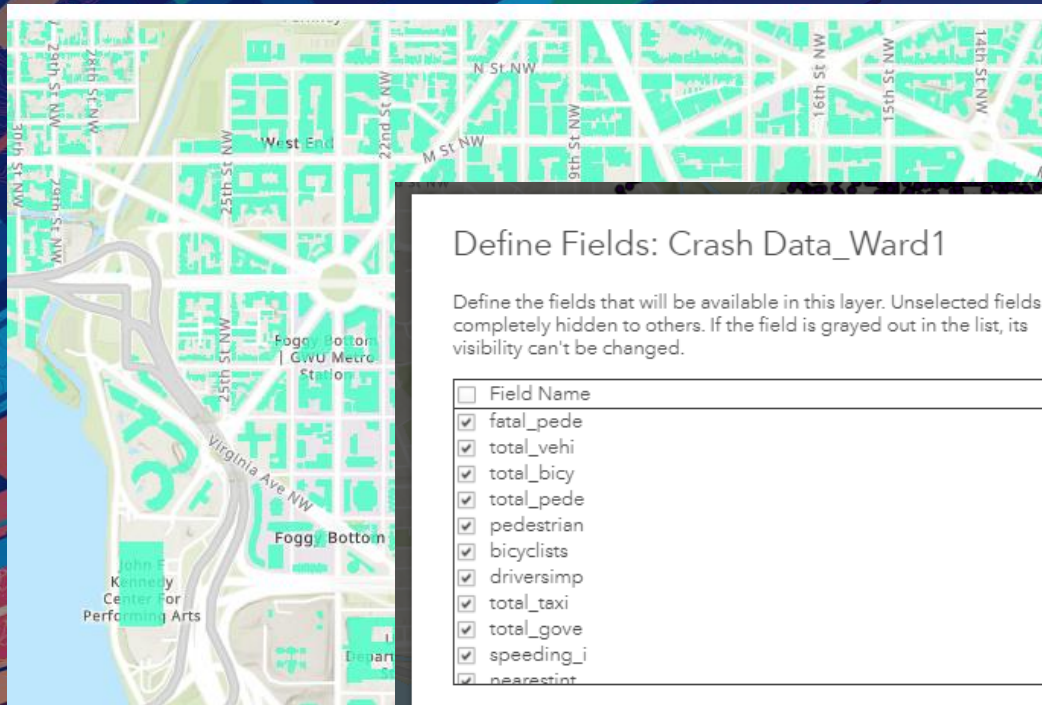 29th St NW
28th St NW
30th St NW
29th St NW
25th St NW
West End
22nd St NW
N St NW
M St NW
16th St NW
15th St NW
14th St NW
Foggy Bottom
| GWU Metro
Station
25th St NW
Virginia Ave NW
Foggy Bottom
John F
Kennedy
Center For
Performing Arts
Define Fields: Crash Data_Ward1
Define the fields that will be available in this layer. Unselected fields
completely hidden to others. If the field is grayed out in the list, its
visibility can't be changed.
Field Name
fatal_pede
total_vehi
total_bicy
total_pede
pedestrian
bicyclists
driversimp
total_taxi
total_gove
speeding_i
nearestint